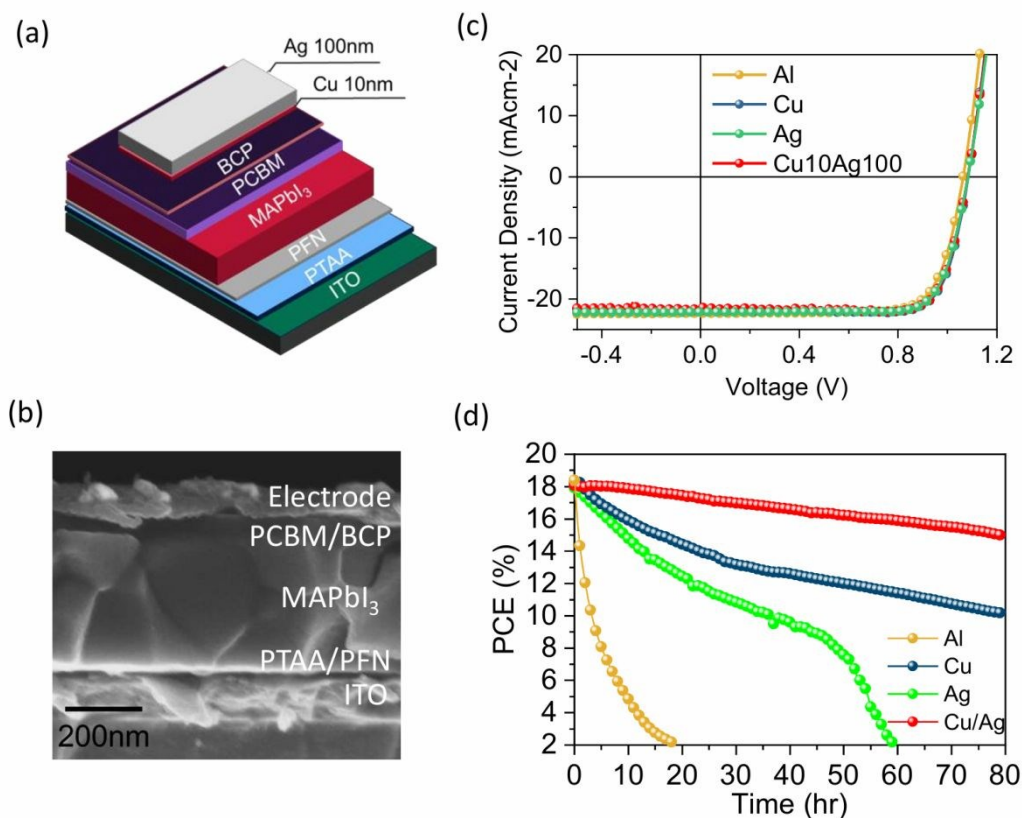 (a)
Ag 100nm
Cu 10nm
BCP
PCBM
MAPbI₃
PFN
PTAA
ITO
(b)
Electrode
PCBM/BCP
MAPbI₃
PTAA/PFN
ITO
200nm
(c)
Current Density (mAcm-2)
20
10
0
-10
-20
Al
Cu
Ag
Cu10Ag100
-0.4 0.0 0.4 0.8 1.2
Voltage (V)
(d)
PCE (%)
20
18
16
14
12
10
8
6
4
2
Al
Cu
Ag
Cu/Ag
0 10 20 30 40 50 60 70 80
Time (hr)